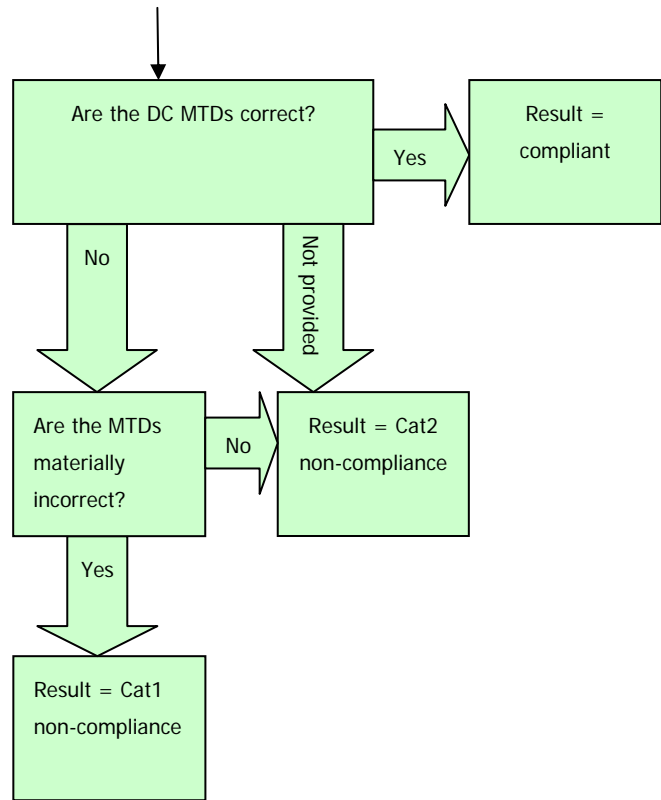 Are the DC MTDs correct?
Yes
Result =
compliant
No
Not provided
Are the MTDs
materially
incorrect?
No
Result = Cat2
non-compliance
Yes
Result = Cat1
non-compliance